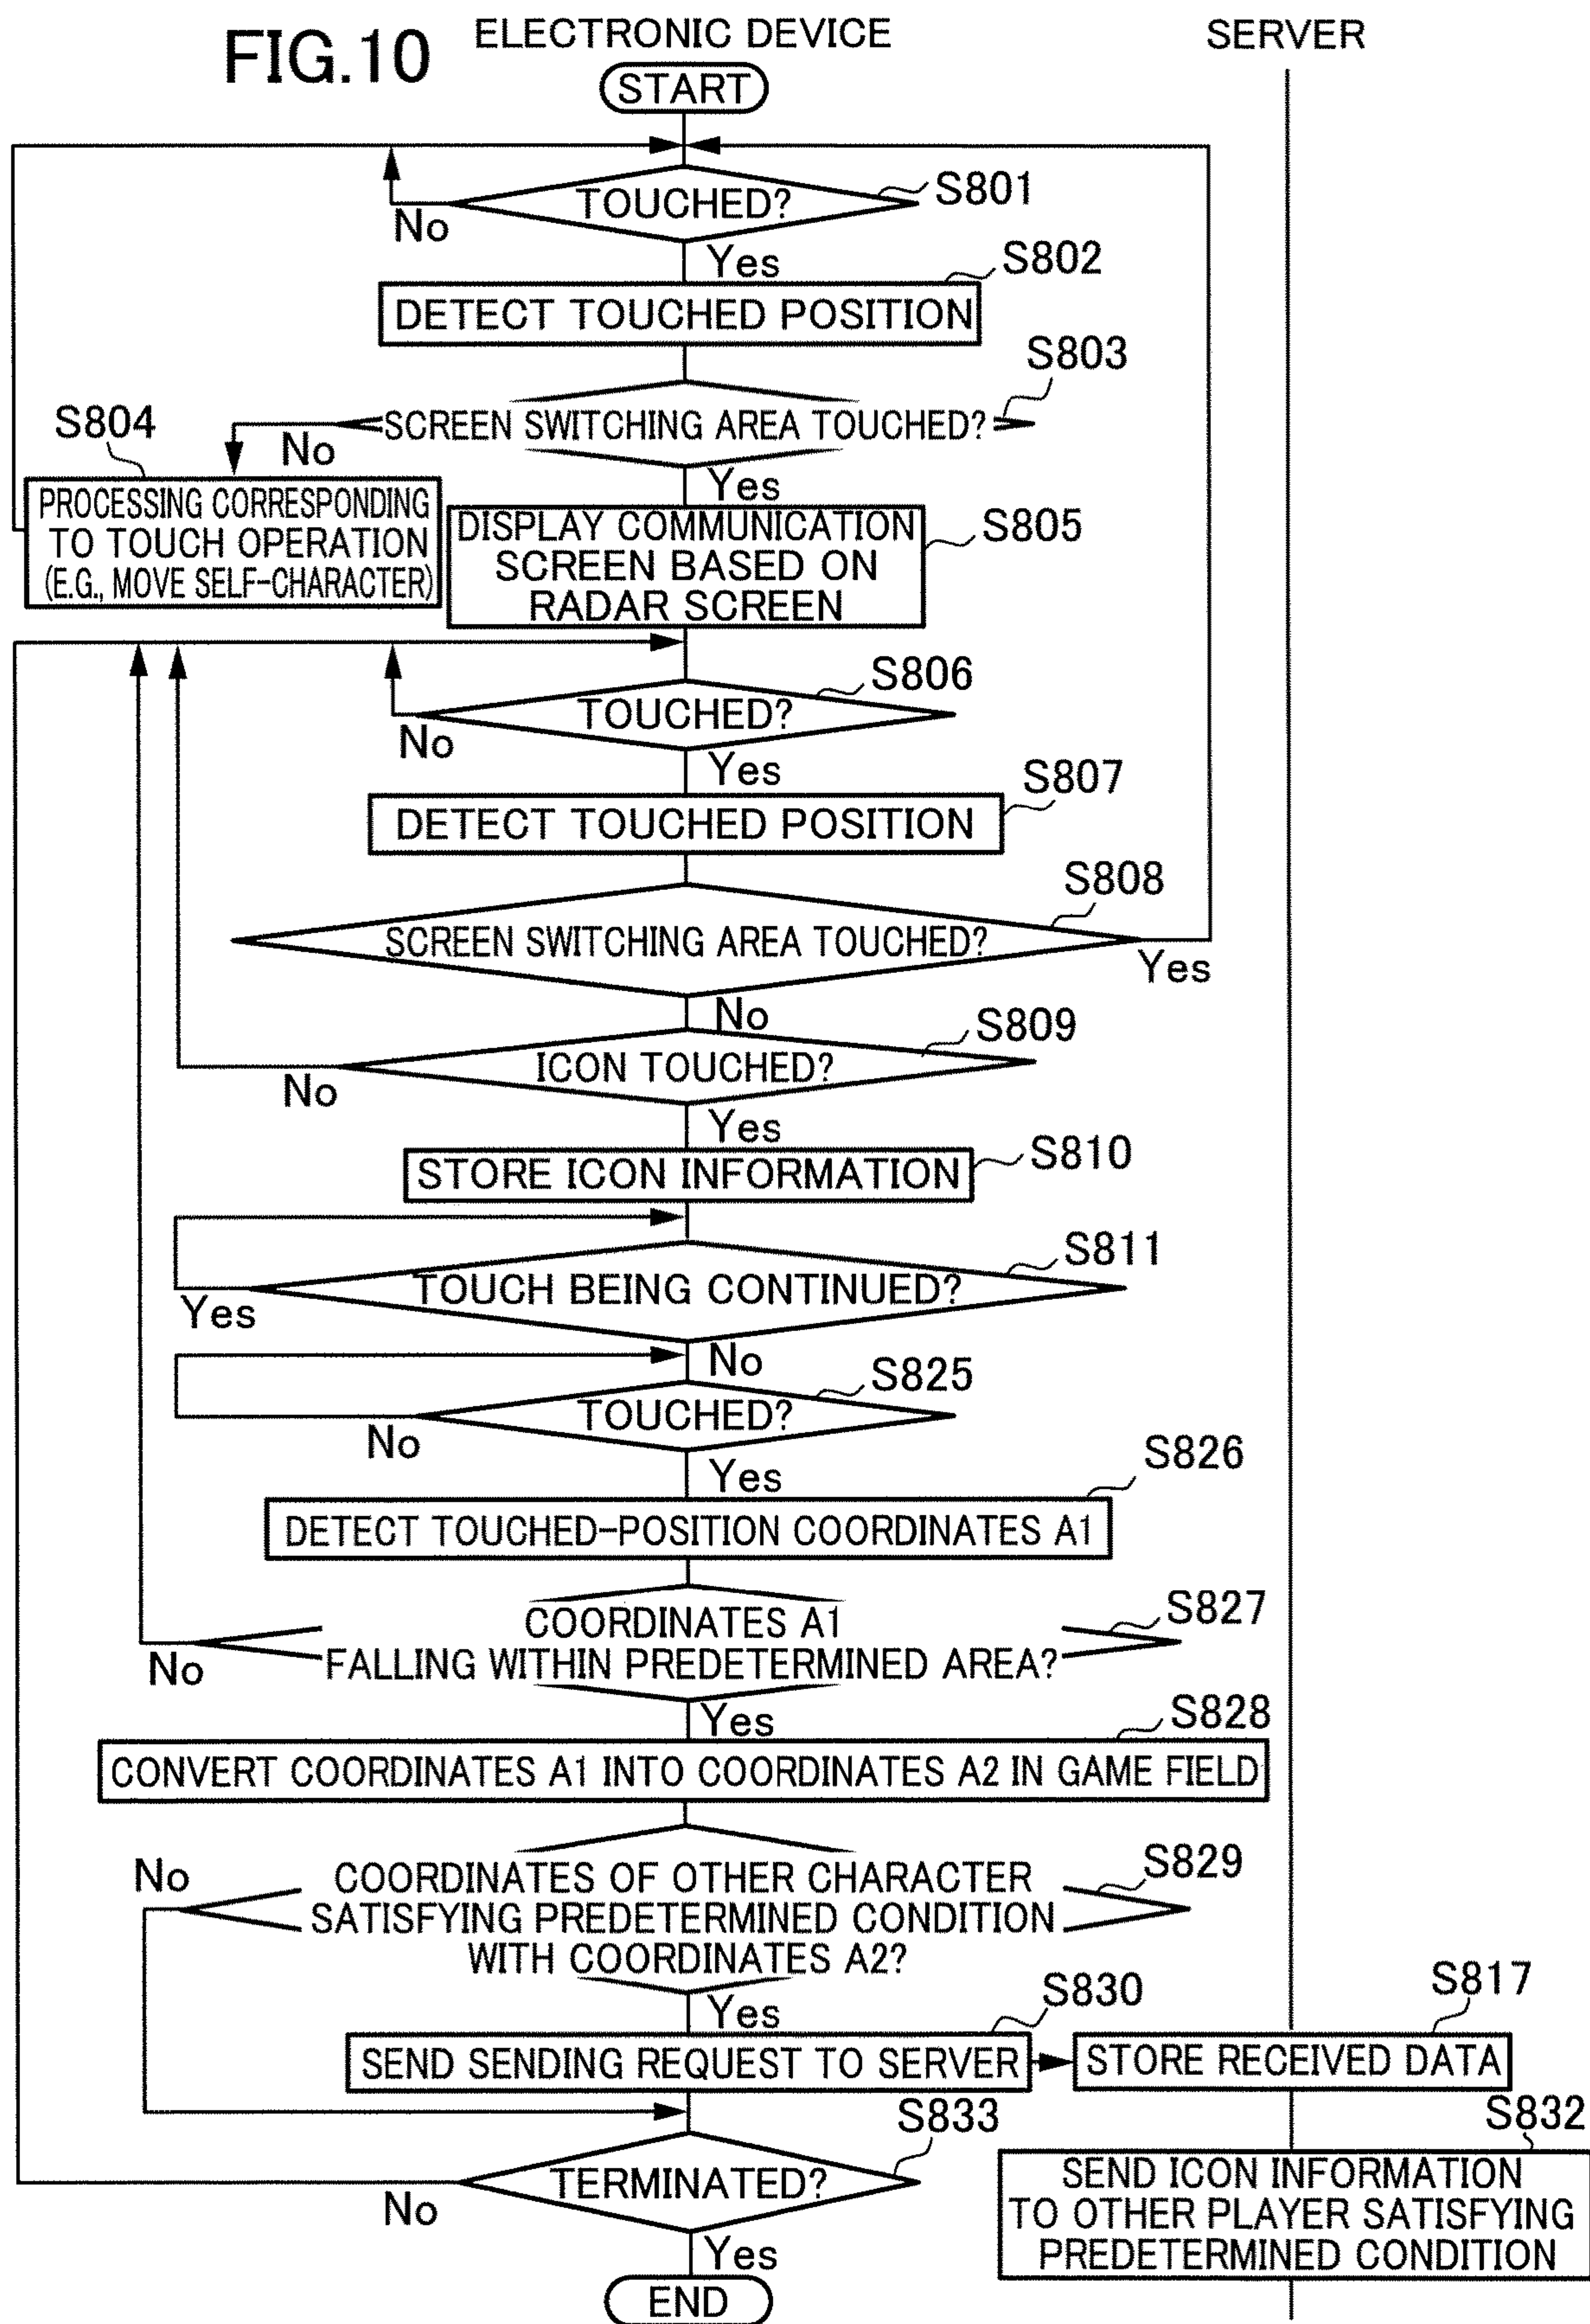 FIG.10
ELECTRONIC DEVICE
SERVER
START
TOUCHED?
S801
No
Yes
S802
DETECT TOUCHED POSITION
S803
SCREEN SWITCHING AREA TOUCHED?
S804
No
Yes
PROCESSING CORRESPONDING
TO TOUCH OPERATION
(E.G., MOVE SELF-CHARACTER)
DISPLAY COMMUNICATION
SCREEN BASED ON
RADAR SCREEN
S805
S806
TOUCHED?
No
Yes
S807
DETECT TOUCHED POSITION
S808
SCREEN SWITCHING AREA TOUCHED?
Yes
No
S809
ICON TOUCHED?
No
Yes
S810
STORE ICON INFORMATION
S811
TOUCH BEING CONTINUED?
Yes
No
S825
TOUCHED?
No
Yes
S826
DETECT TOUCHED-POSITION COORDINATES A1
S827
COORDINATES A1
FALLING WITHIN PREDETERMINED AREA?
No
Yes
S828
CONVERT COORDINATES A1 INTO COORDINATES A2 IN GAME FIELD
S829
No
COORDINATES OF OTHER CHARACTER
SATISFYING PREDETERMINED CONDITION
WITH COORDINATES A2?
Yes
S830
S817
SEND SENDING REQUEST TO SERVER
STORE RECEIVED DATA
S833
S832
TERMINATED?
No
Yes
SEND ICON INFORMATION
TO OTHER PLAYER SATISFYING
PREDETERMINED CONDITION
END